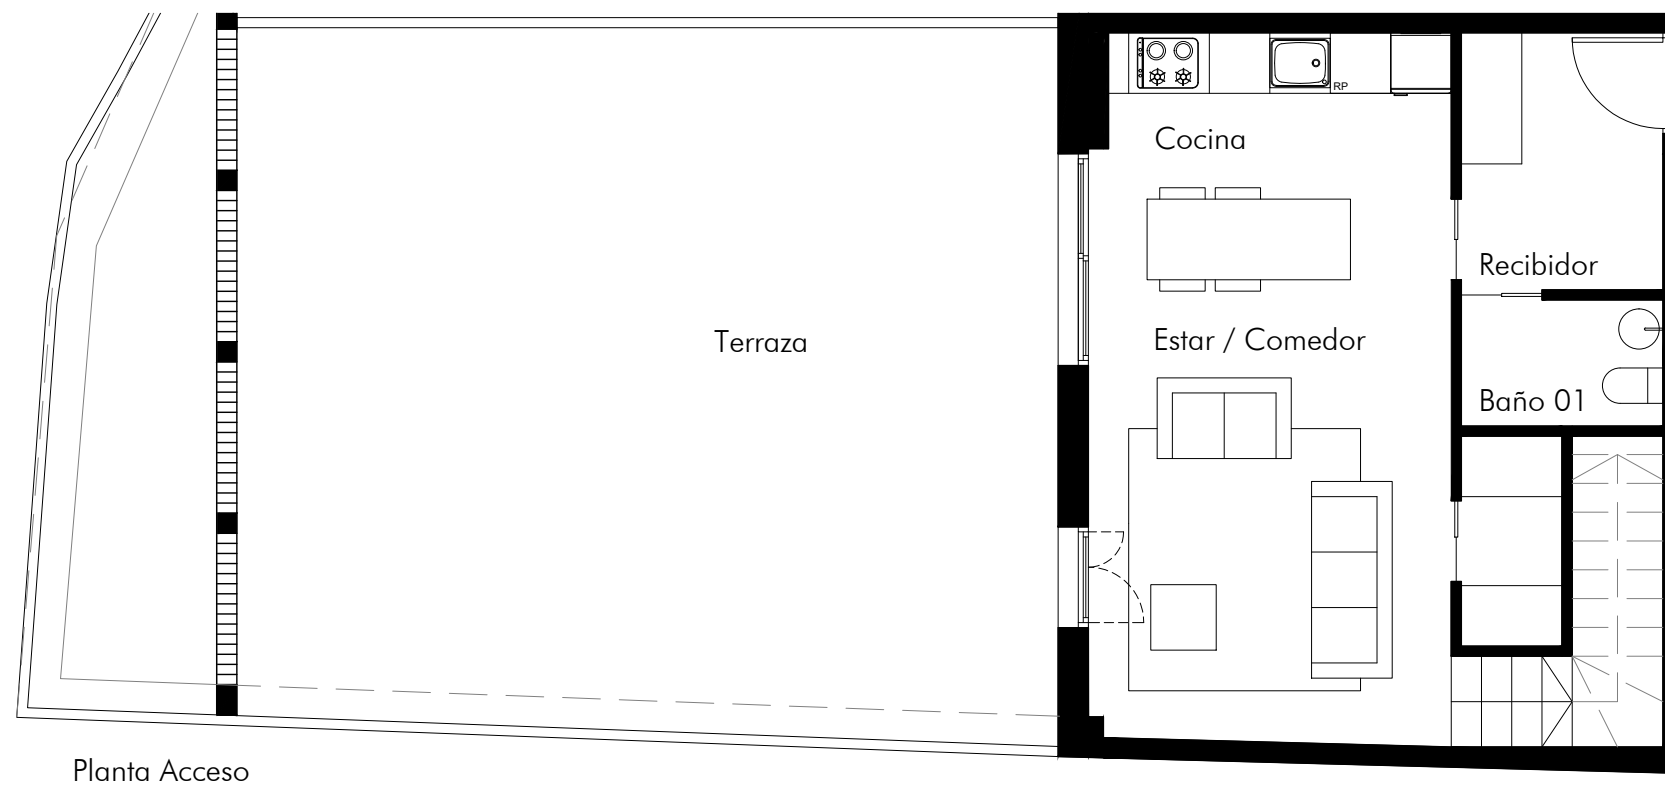 RP
Cocina
Recibidor
Terraza
Estar / Comedor
Baño 01
Planta Acceso